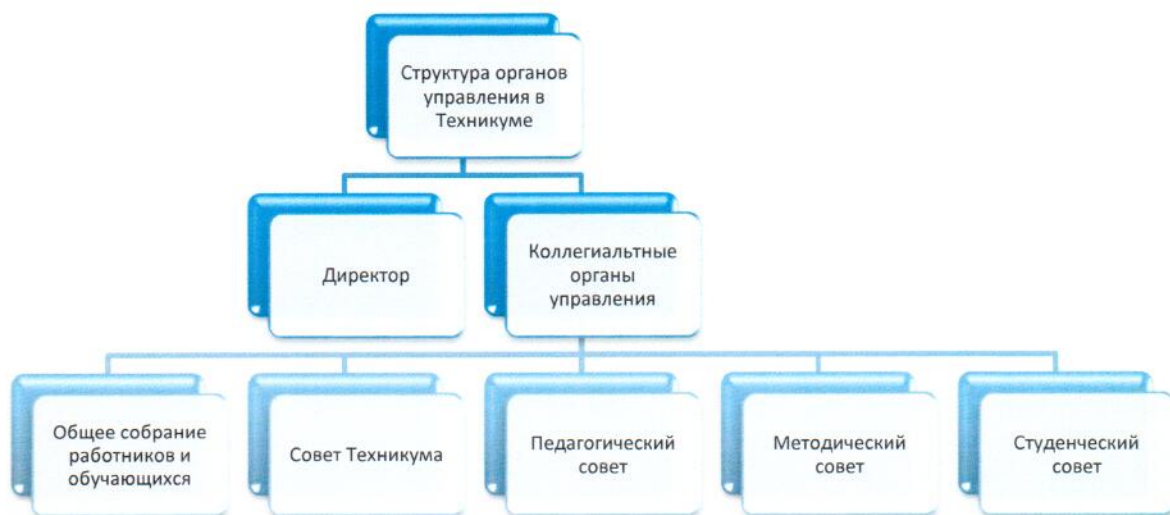 Структура органов
управления в
Техникуме
Директор
Коллегиальтные
органы
управления
Общее собрание
работников и
обучающихся
Совет Техникума
Педагогический
совет
Методический
совет
Студенческий
совет